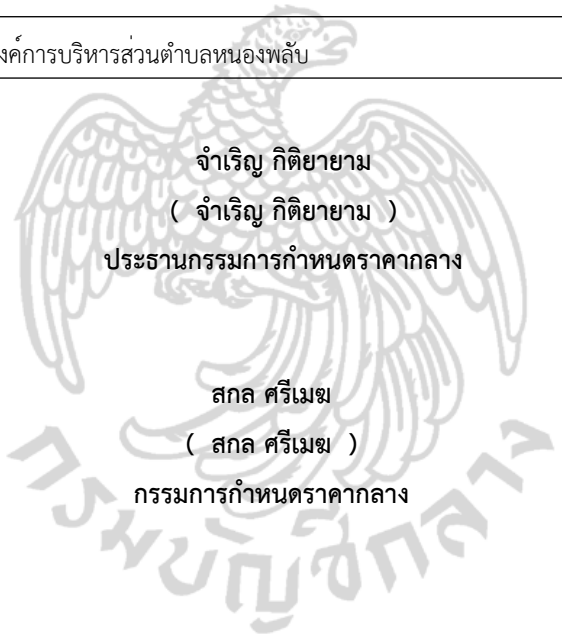 งค์การบริหารส่วนตำบลหนองพลับ
จำเริญ กิติยายาม
( จำเริญ กิติยายาม )
ประธานกรรมการกำหนดราคากลาง
สกล ศรีเมฆ
( สกล ศรีเมฆ )
กรรมการกำหนดราคากลาง
กรมบัญชีกลาง